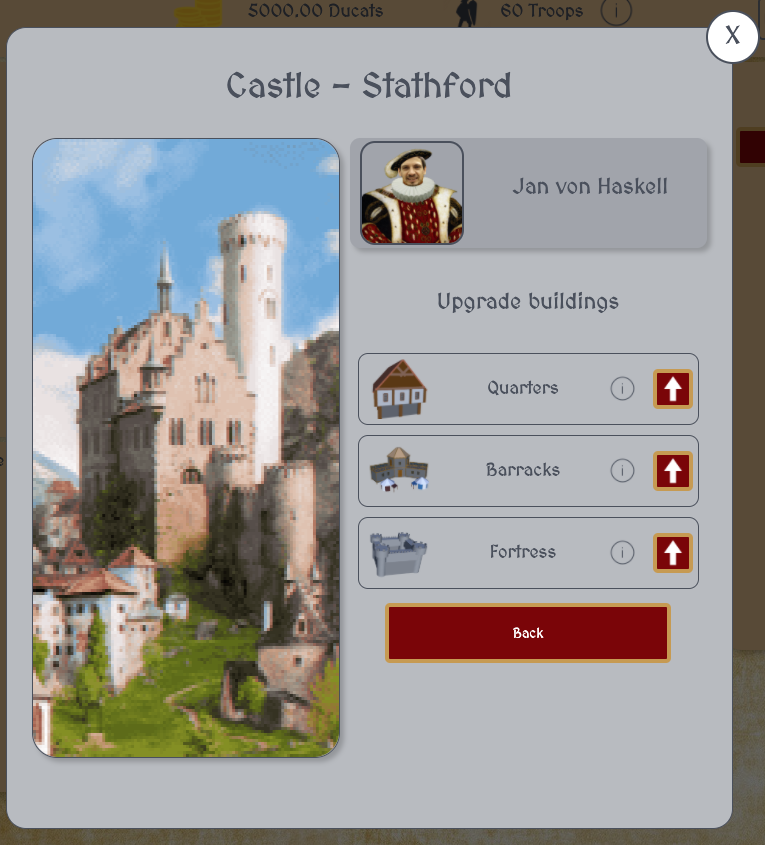 5000.00 Ducats
60 Troops
i
X
Castle – Stathford
Jan von Haskell
Upgrade buildings
Quarters
i
Barracks
i
Fortress
i
Back